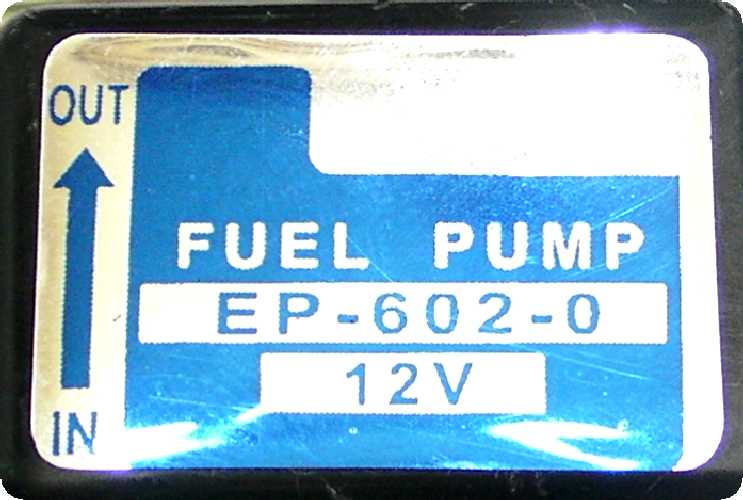 OUT
FUEL PUMP
EP-602-0
12V
IN